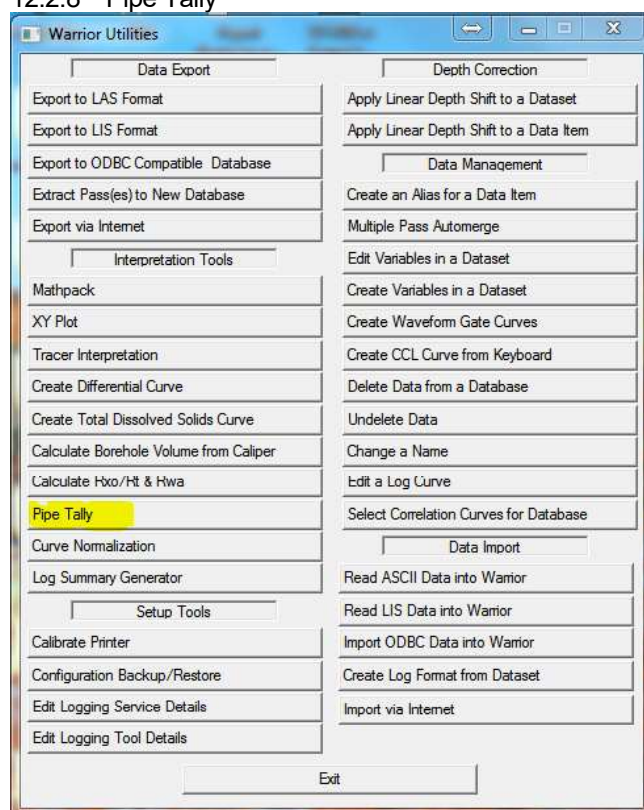 12.2.8 Pipe Tally
Warrior Utilities
Data Export
Export to LAS Format
Export to LIS Format
Export to ODBC Compatible Database
Extract Pass(es) to New Database
Export via Internet
Interpretation Tools
Mathpack
XY Plot
Tracer Interpretation
Create Differential Curve
Create Total Dissolved Solids Curve
Calculate Borehole Volume from Caliper
Calculate Rxo/Rt & Rwa
Pipe Tally
Curve Normalization
Log Summary Generator
Setup Tools
Calibrate Printer
Configuration Backup/Restore
Edit Logging Service Details
Edit Logging Tool Details
Depth Correction
Apply Linear Depth Shift to a Dataset
Apply Linear Depth Shift to a Data Item
Data Management
Create an Alias for a Data Item
Multiple Pass Automerge
Edit Variables in a Dataset
Create Variables in a Dataset
Create Waveform Gate Curves
Create CCL Curve from Keyboard
Delete Data from a Database
Undelete Data
Change a Name
Edit a Log Curve
Select Correlation Curves for Database
Data Import
Read ASCII Data into Warrior
Read LIS Data into Warrior
Import ODBC Data into Warrior
Create Log Format from Dataset
Import via Internet
Exit